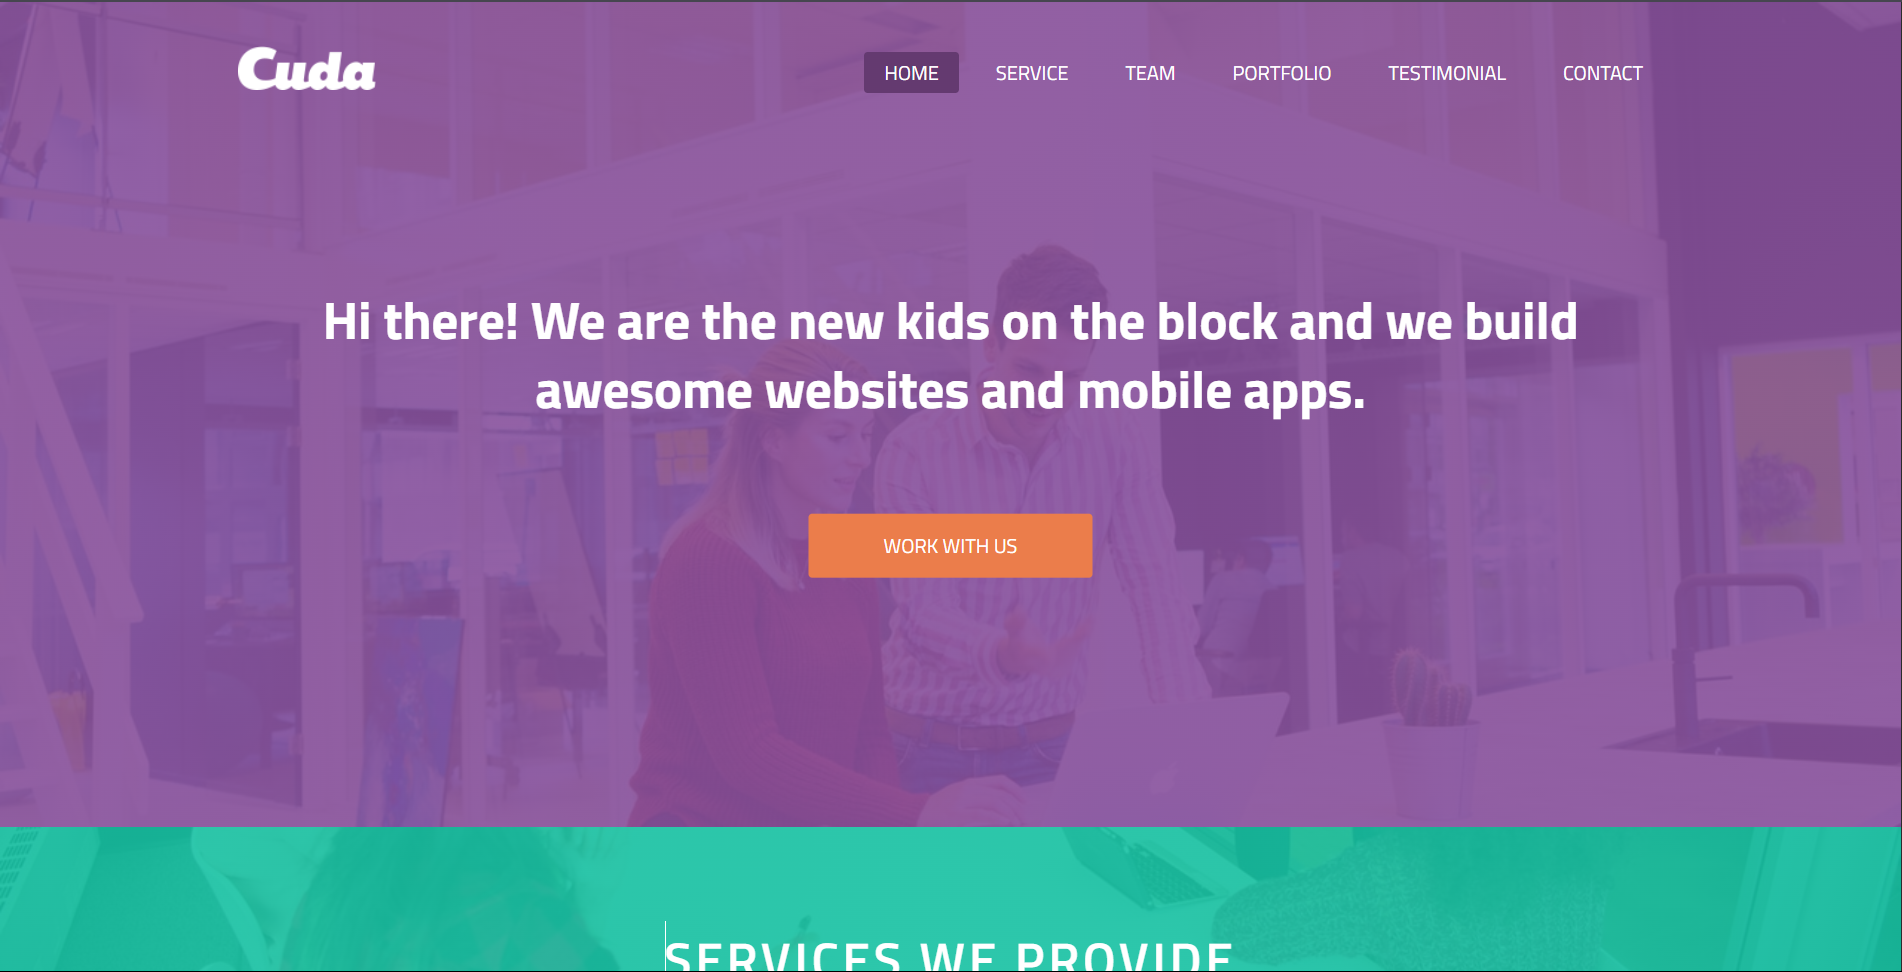 Cuda
HOME SERVICE TEAM PORTFOLIO TESTIMONIAL CONTACT
Hi there! We are the new kids on the block and we build
awesome websites and mobile apps.
WORK WITH US
SERVICES WE PROVIDE